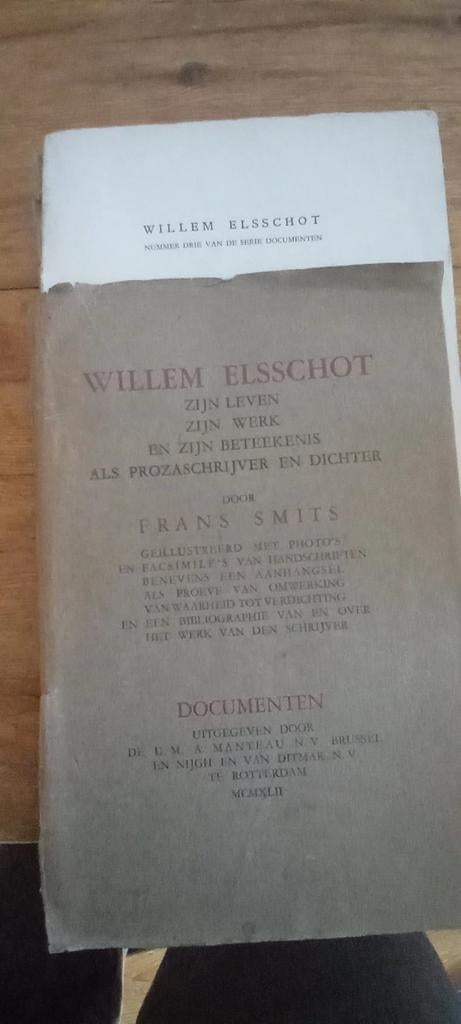 WILLEM ELSSCHOT
NUMMER DRIE VAN DE SERIE DOCUMENTEN
WILLEM ELSSCHOT
ZIJN LEVEN
ZIJN WERK
EN ZIJN BETEEKENIS
ALS PROZASCHRIJVER EN DICHTER
DOOR
FRANS SMITS
GEILLUSTREERD MET PHOTO'S
EN FACSIMILE'S VAN HANDSCHRIFTEN
BENEVENS EEN AANHANGSEL
ALS PROEVE VAN OMWERKING
VAN WAARHEID TOT VERDICHTING
EN EEN BIBLIOGRAPHIE VAN EN OVER
HET WERK VAN DEN SCHRIJVER
DOCUMENTEN
UITGEGEVEN DOOR
DE U. M. A. MANTEAU N. V. BRUSSEL
EN NIJGH EN VAN DITMAR N. V.
TE ROTTERDAM
MCMXLII